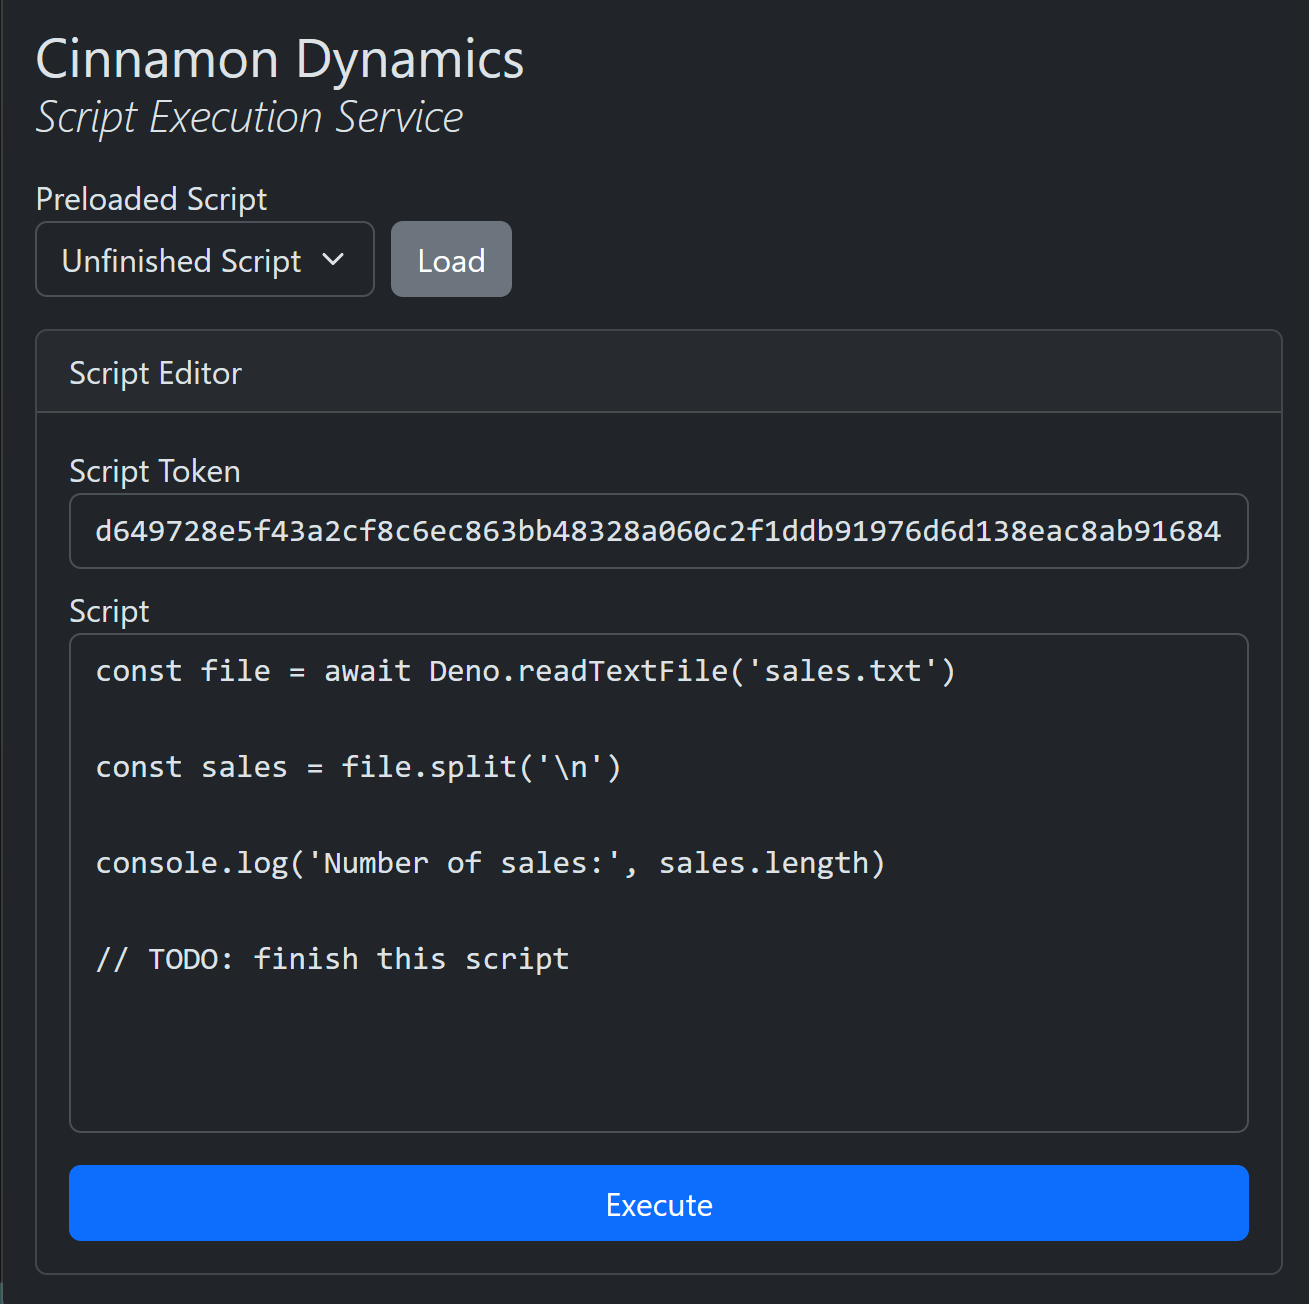 Cinnamon Dynamics
Script Execution Service
Preloaded Script
Unfinished Script
Load
Script Editor
Script Token
d649728e5f43a2cf8c6ec863bb48328a060c2f1ddb91976d6d138eac8ab91684
Script
const file = await Deno.readTextFile('sales.txt')
const sales = file.split('\n')
console.log('Number of sales:', sales.length)
// TODO: finish this script
Execute